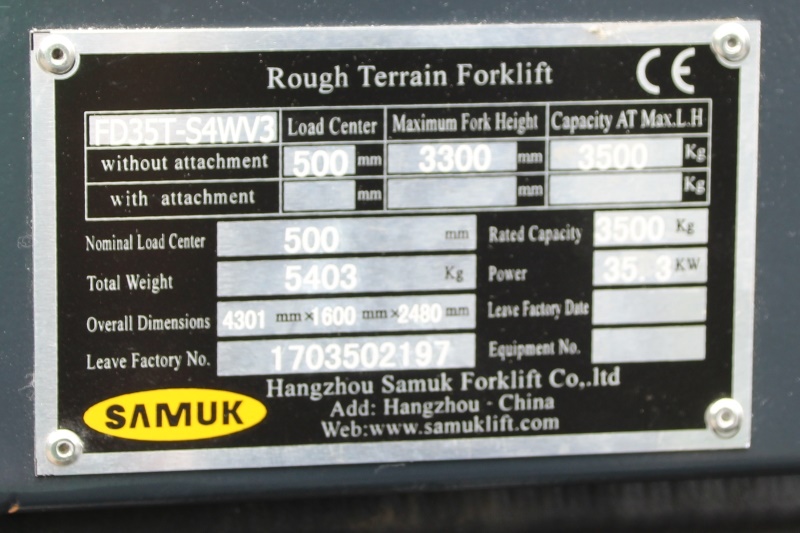 Rough Terrain Forklift CE
FD35T-S4WV3 Load Center Maximum Fork Height Capacity AT Max.L.H
without attachment 500 mm 3300 mm 3500 Kg
with attachment mm mm Kg
Nominal Load Center 500 mm Rated Capacity 3500 Kg
Total Weight 5403 Kg Power 35.3 KW
Overall Dimensions 4301 mm×1600 mm×2480 mm Leave Factory Date
Leave Factory No. 1703502197 Equipment No.
SAMUK
Hangzhou Samuk Forklift Co,.ltd
Add: Hangzhou · China
Web:www.samuklift.com